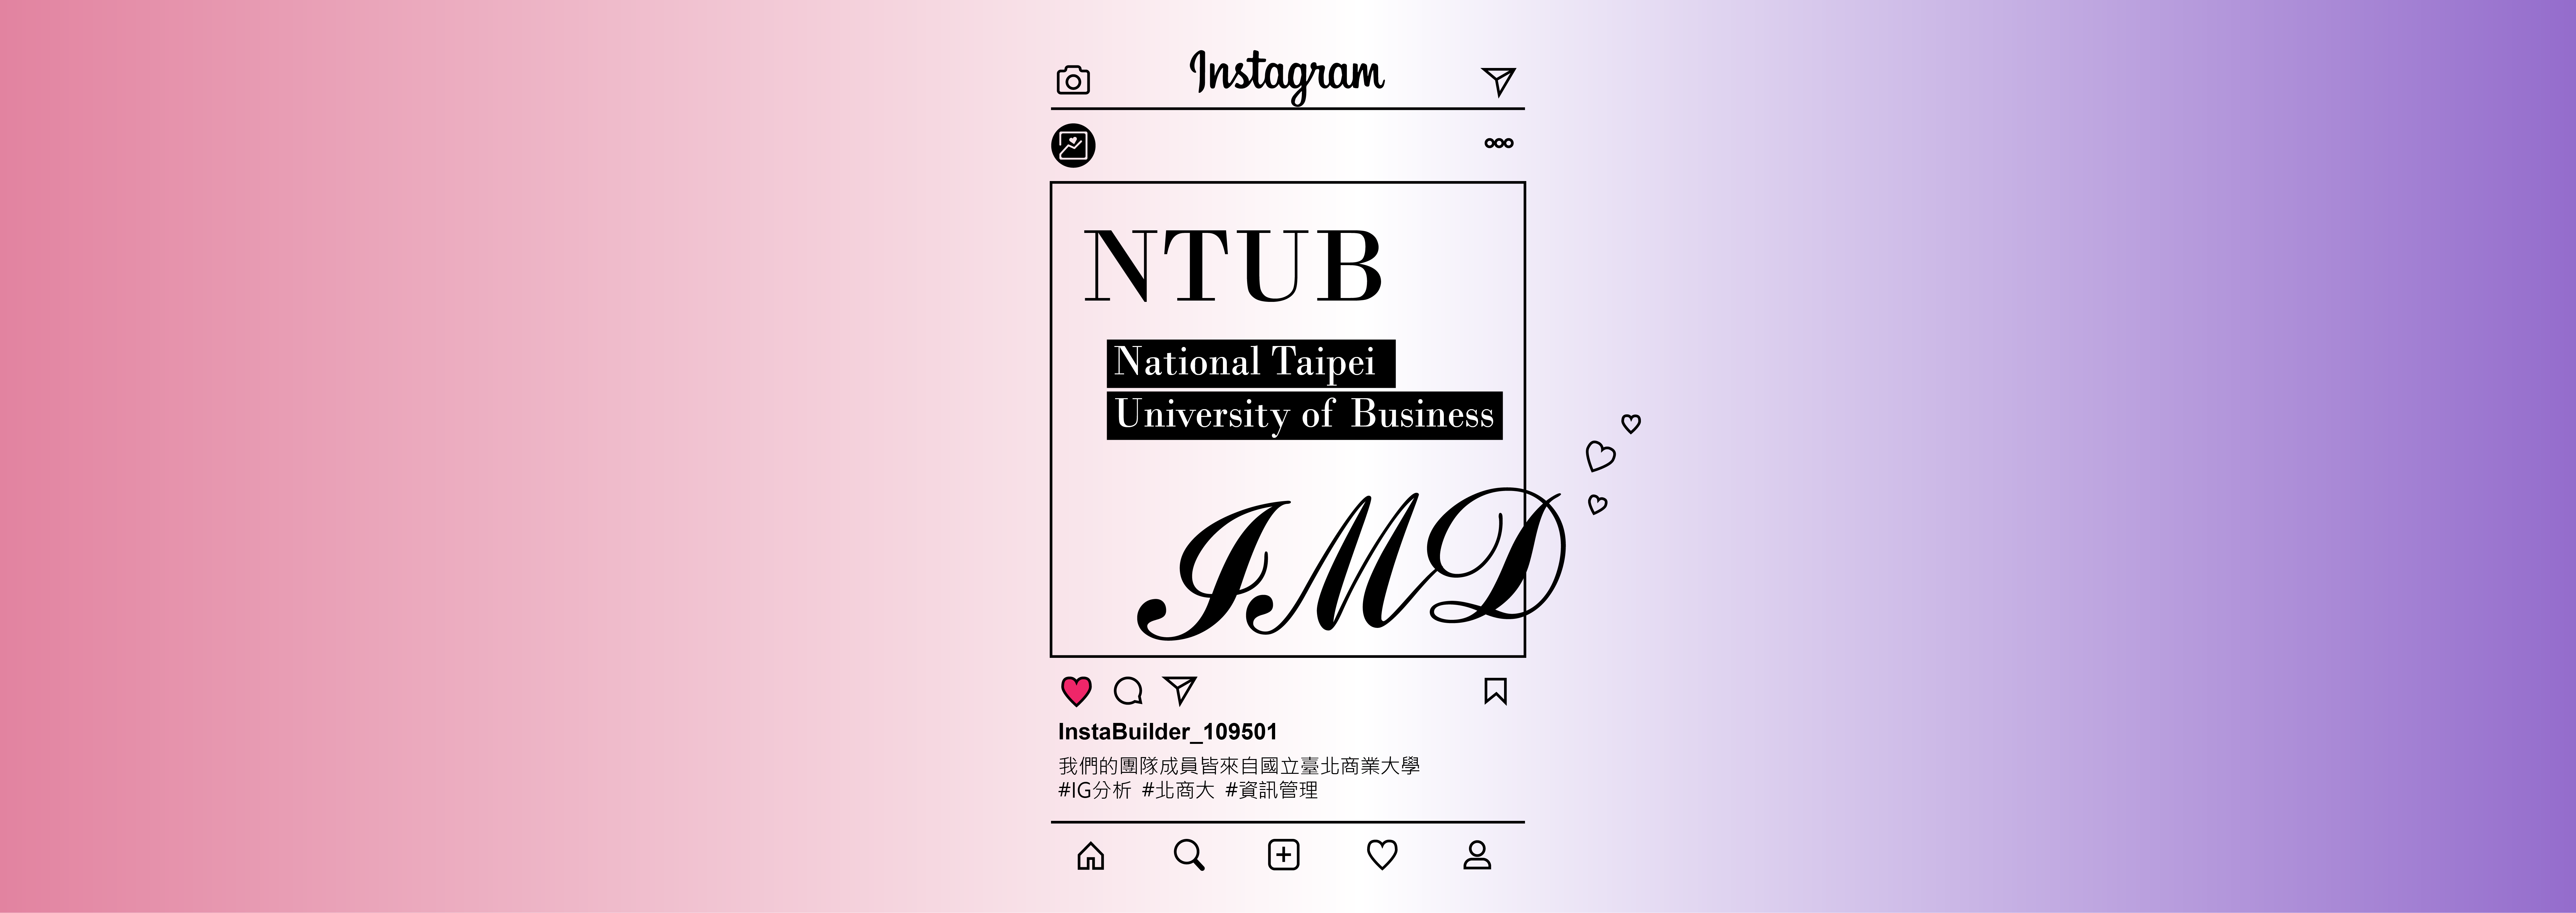 Instagram
NTUB
National Taipei
University of Business
IMD
InstaBuilder_109501
我們的團隊成員皆來自國立臺北商業大學
#IG分析 #北商大 #資訊管理